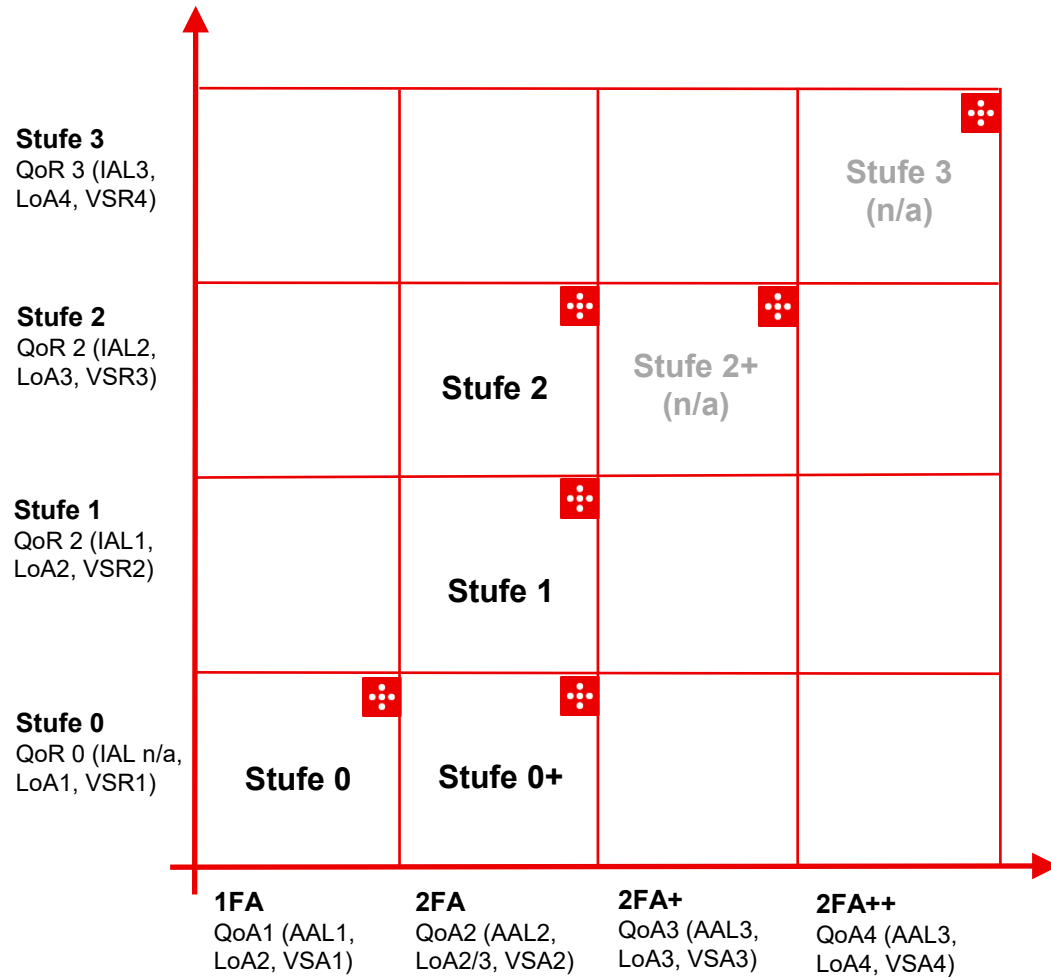 Stufe 3
QoR 3 (IAL3,
LoA4, VSR4)
Stufe 3
(n/a)
Stufe 2
QoR 2 (IAL2,
LoA3, VSR3)
Stufe 2
Stufe 2+
(n/a)
Stufe 1
QoR 2 (IAL1,
LoA2, VSR2)
Stufe 1
Stufe 0
QoR 0 (IAL n/a,
LoA1, VSR1)
Stufe 0
Stufe 0+
1FA
QoA1 (AAL1,
LoA2, VSA1)
2FA
QoA2 (AAL2,
LoA2/3, VSA2)
2FA+
QoA3 (AAL3,
LoA3, VSA3)
2FA++
QoA4 (AAL3,
LoA4, VSA4)